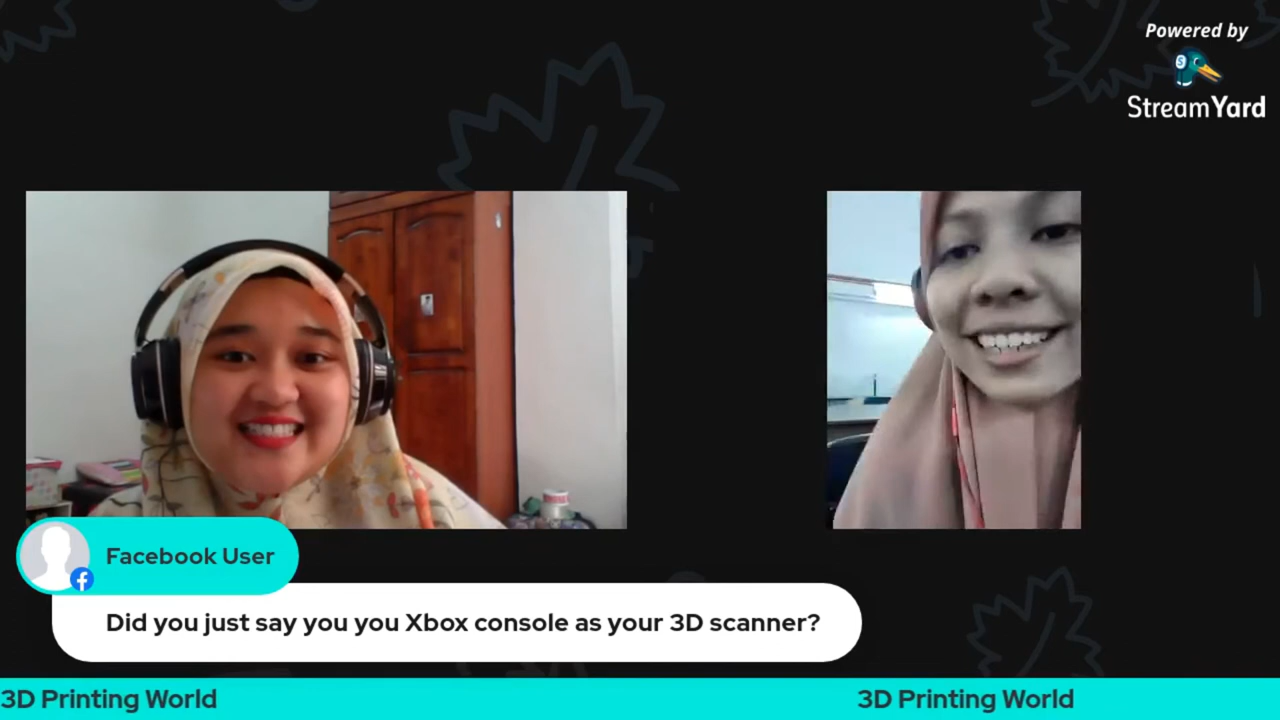 Powered by
StreamYard
Facebook User
Did you just say you you Xbox console as your 3D scanner?
3D Printing World
3D Printing World